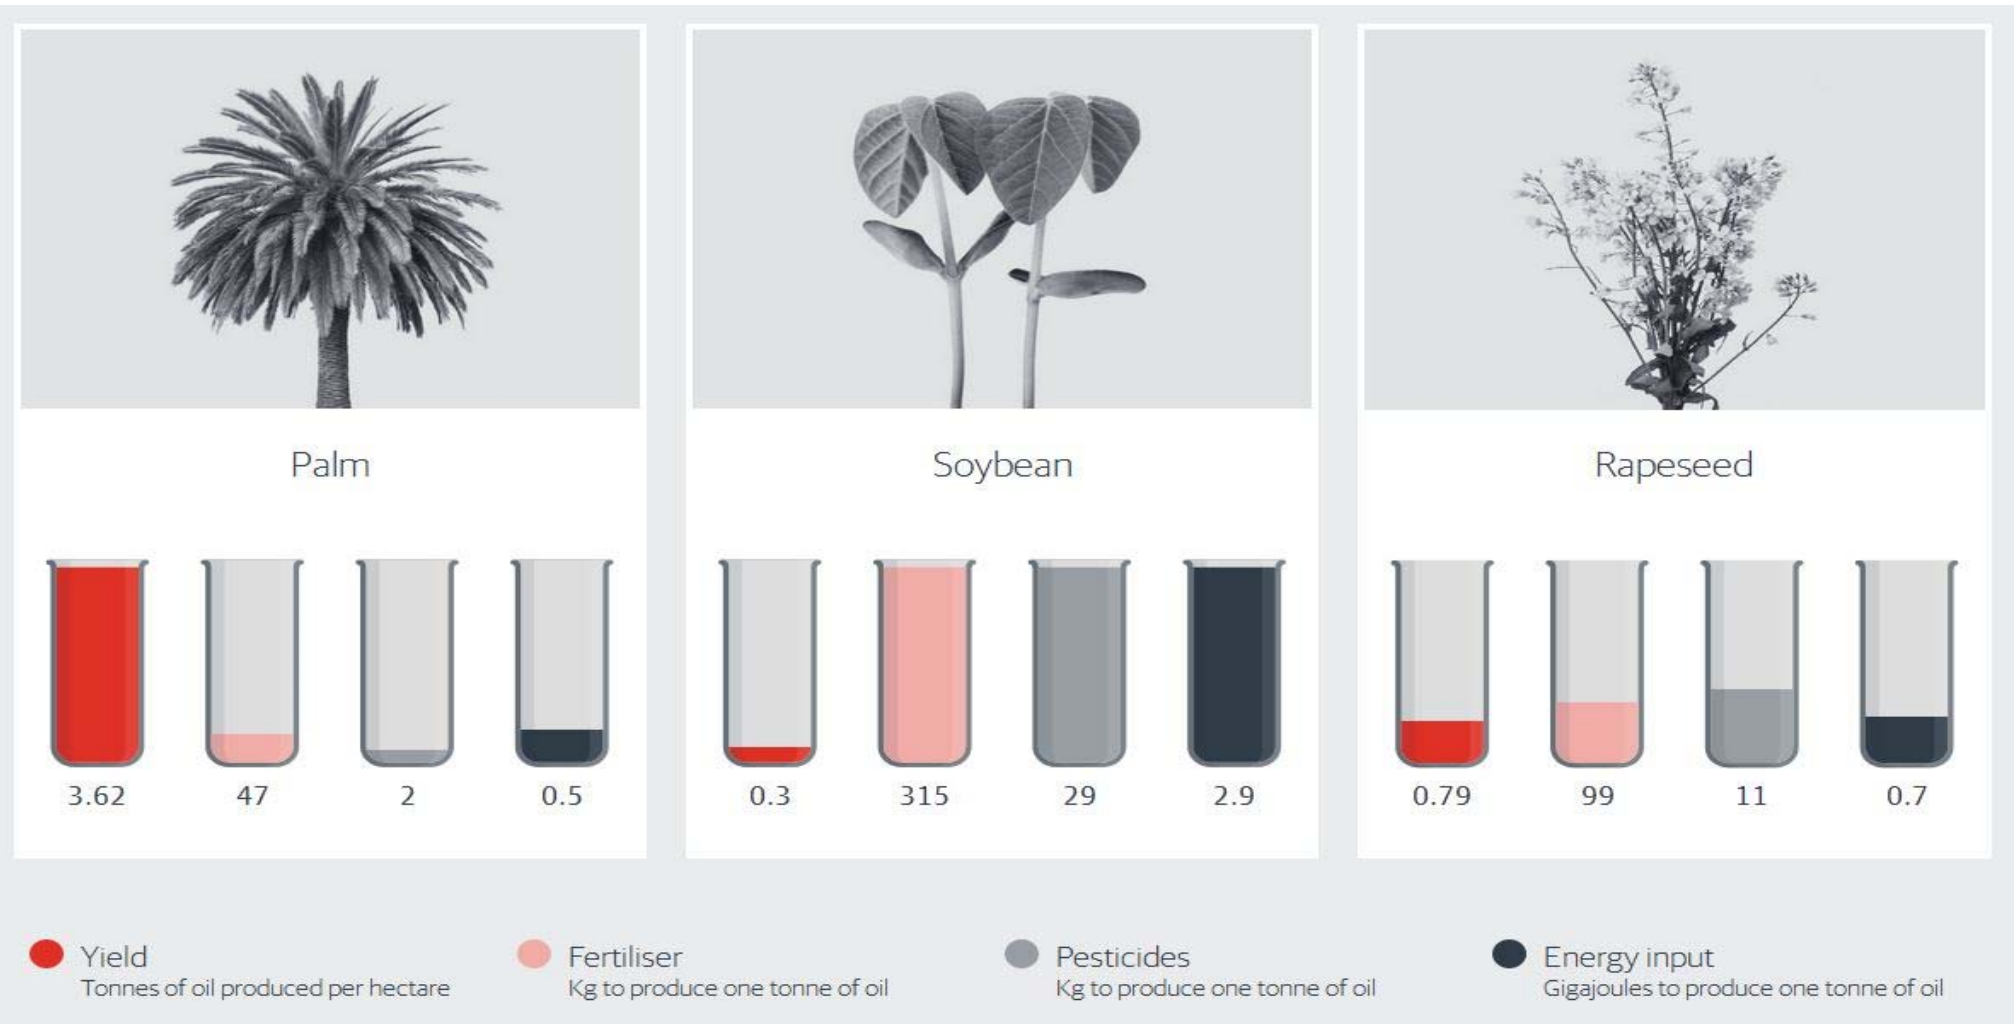 Palm
Soybean
Rapeseed
3.62 47 2 0.5
0.3 315 29 2.9
0.79 99 11 0.7
Yield
Tonnes of oil produced per hectare
Fertiliser
Kg to produce one tonne of oil
Pesticides
Kg to produce one tonne of oil
Energy input
Gigajoules to produce one tonne of oil